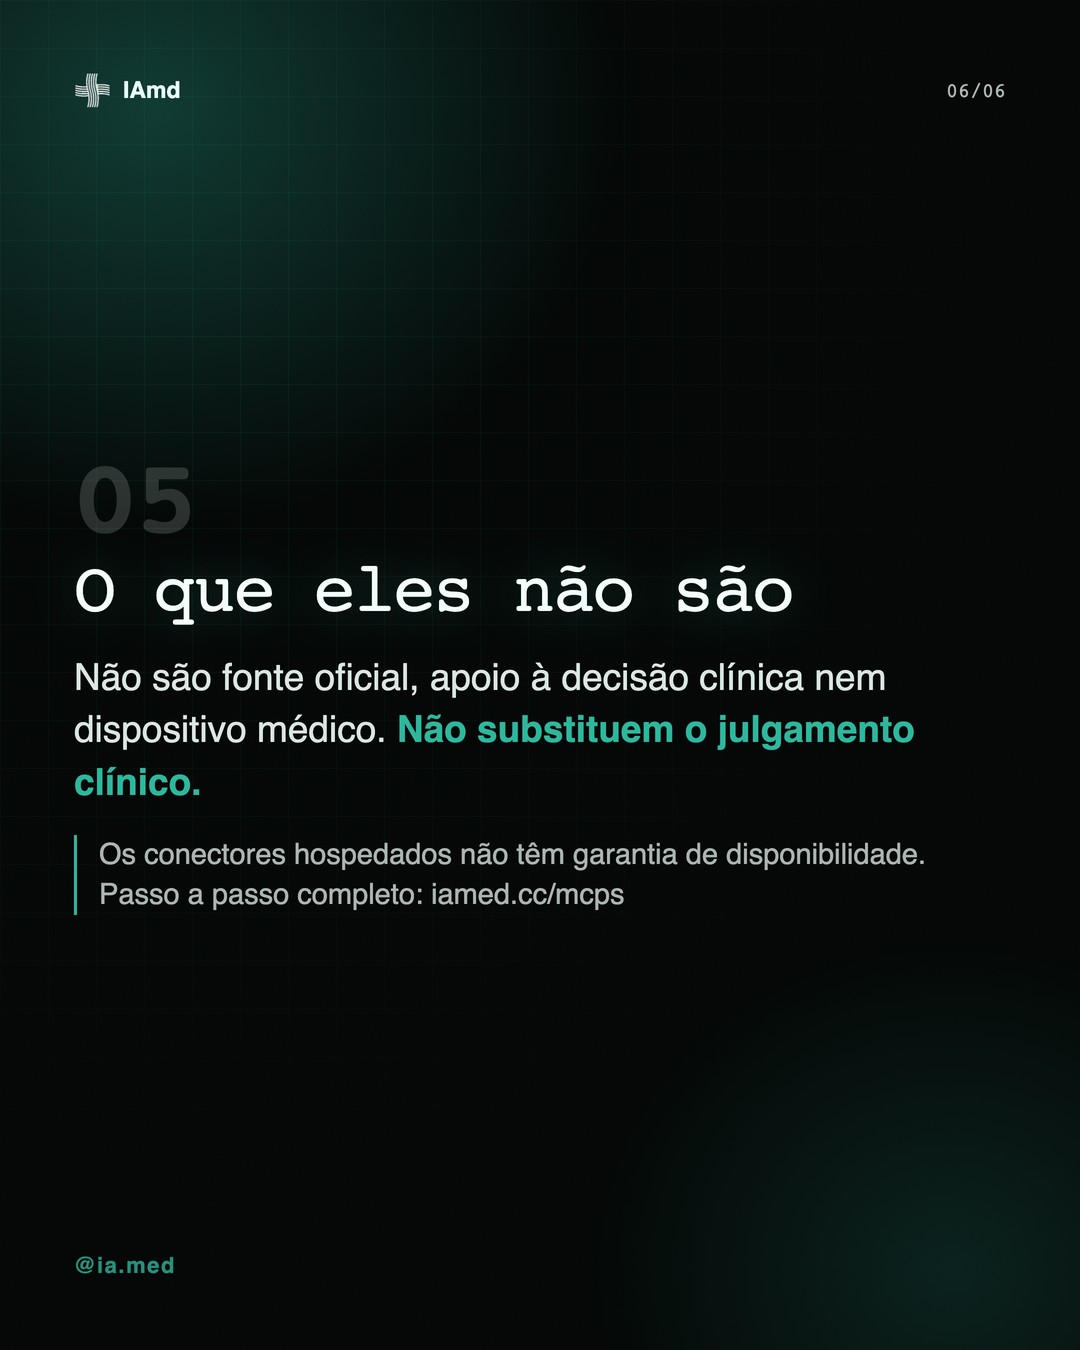 IAmd
06/06
05
O que eles não são
Não são fonte oficial, apoio à decisão clínica nem
dispositivo médico. Não substituem o julgamento
clínico.
Os conectores hospedados não têm garantia de disponibilidade.
Passo a passo completo: iamed.cc/mcps
@ia.med